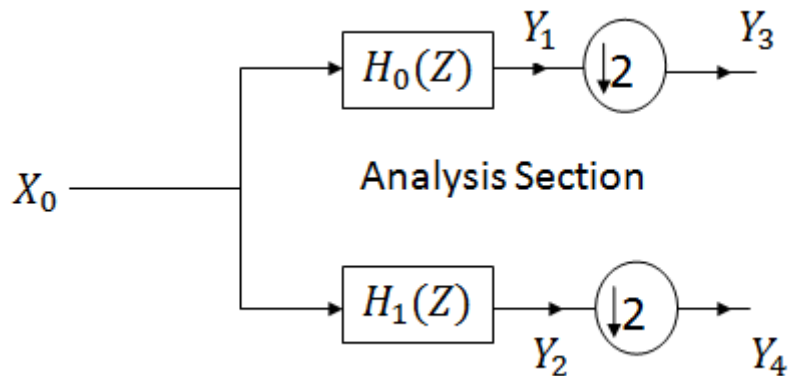 Y₁ Y₃
H₀(Z) ↓2
X₀ Analysis Section
H₁(Z) ↓2
Y₂ Y₄